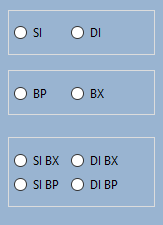 SI DI
BP BX
SI BX DI BX
SI BP DI BP